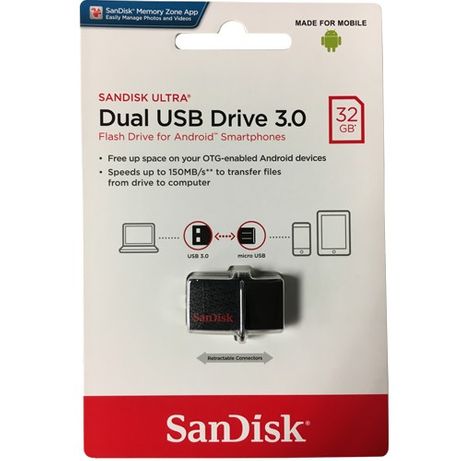 SanDisk® Memory Zone App
Easily Manage Photos and Videos
MADE FOR MOBILE
SANDISK ULTRA®
Dual USB Drive 3.0
Flash Drive for Android™ Smartphones
32
GB*
• Free up space on your OTG-enabled Android devices
• Speeds up to 150MB/s** to transfer files
from drive to computer
USB 3.0
micro USB
SanDisk
Retractable Connectors
SanDisk®